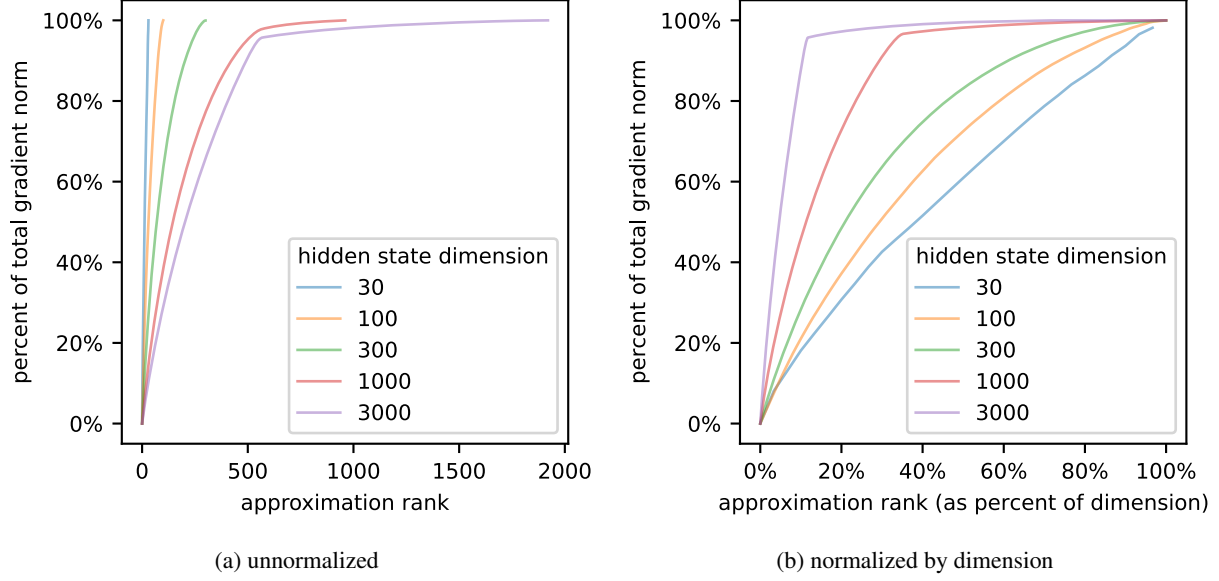 100%
80%
60%
40%
20%
0%
percent of total gradient norm
hidden state dimension
30
100
300
1000
3000
0 500 1000 1500 2000
approximation rank
(a) unnormalized
100%
80%
60%
40%
20%
0%
percent of total gradient norm
hidden state dimension
30
100
300
1000
3000
0% 20% 40% 60% 80% 100%
approximation rank (as percent of dimension)
(b) normalized by dimension